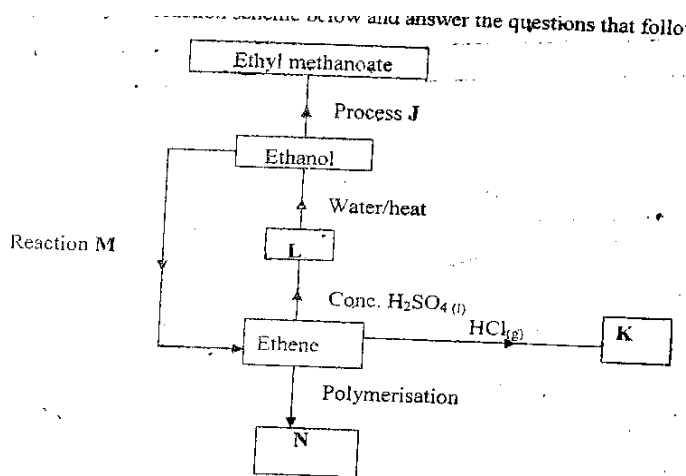 scheme below and answer the questions that follo
Ethyl methanoate
Process J
Ethanol
Water/heat
Reaction M
L
Conc. H₂SO₄ (l)
HCl(g)
Ethene
K
Polymerisation
N